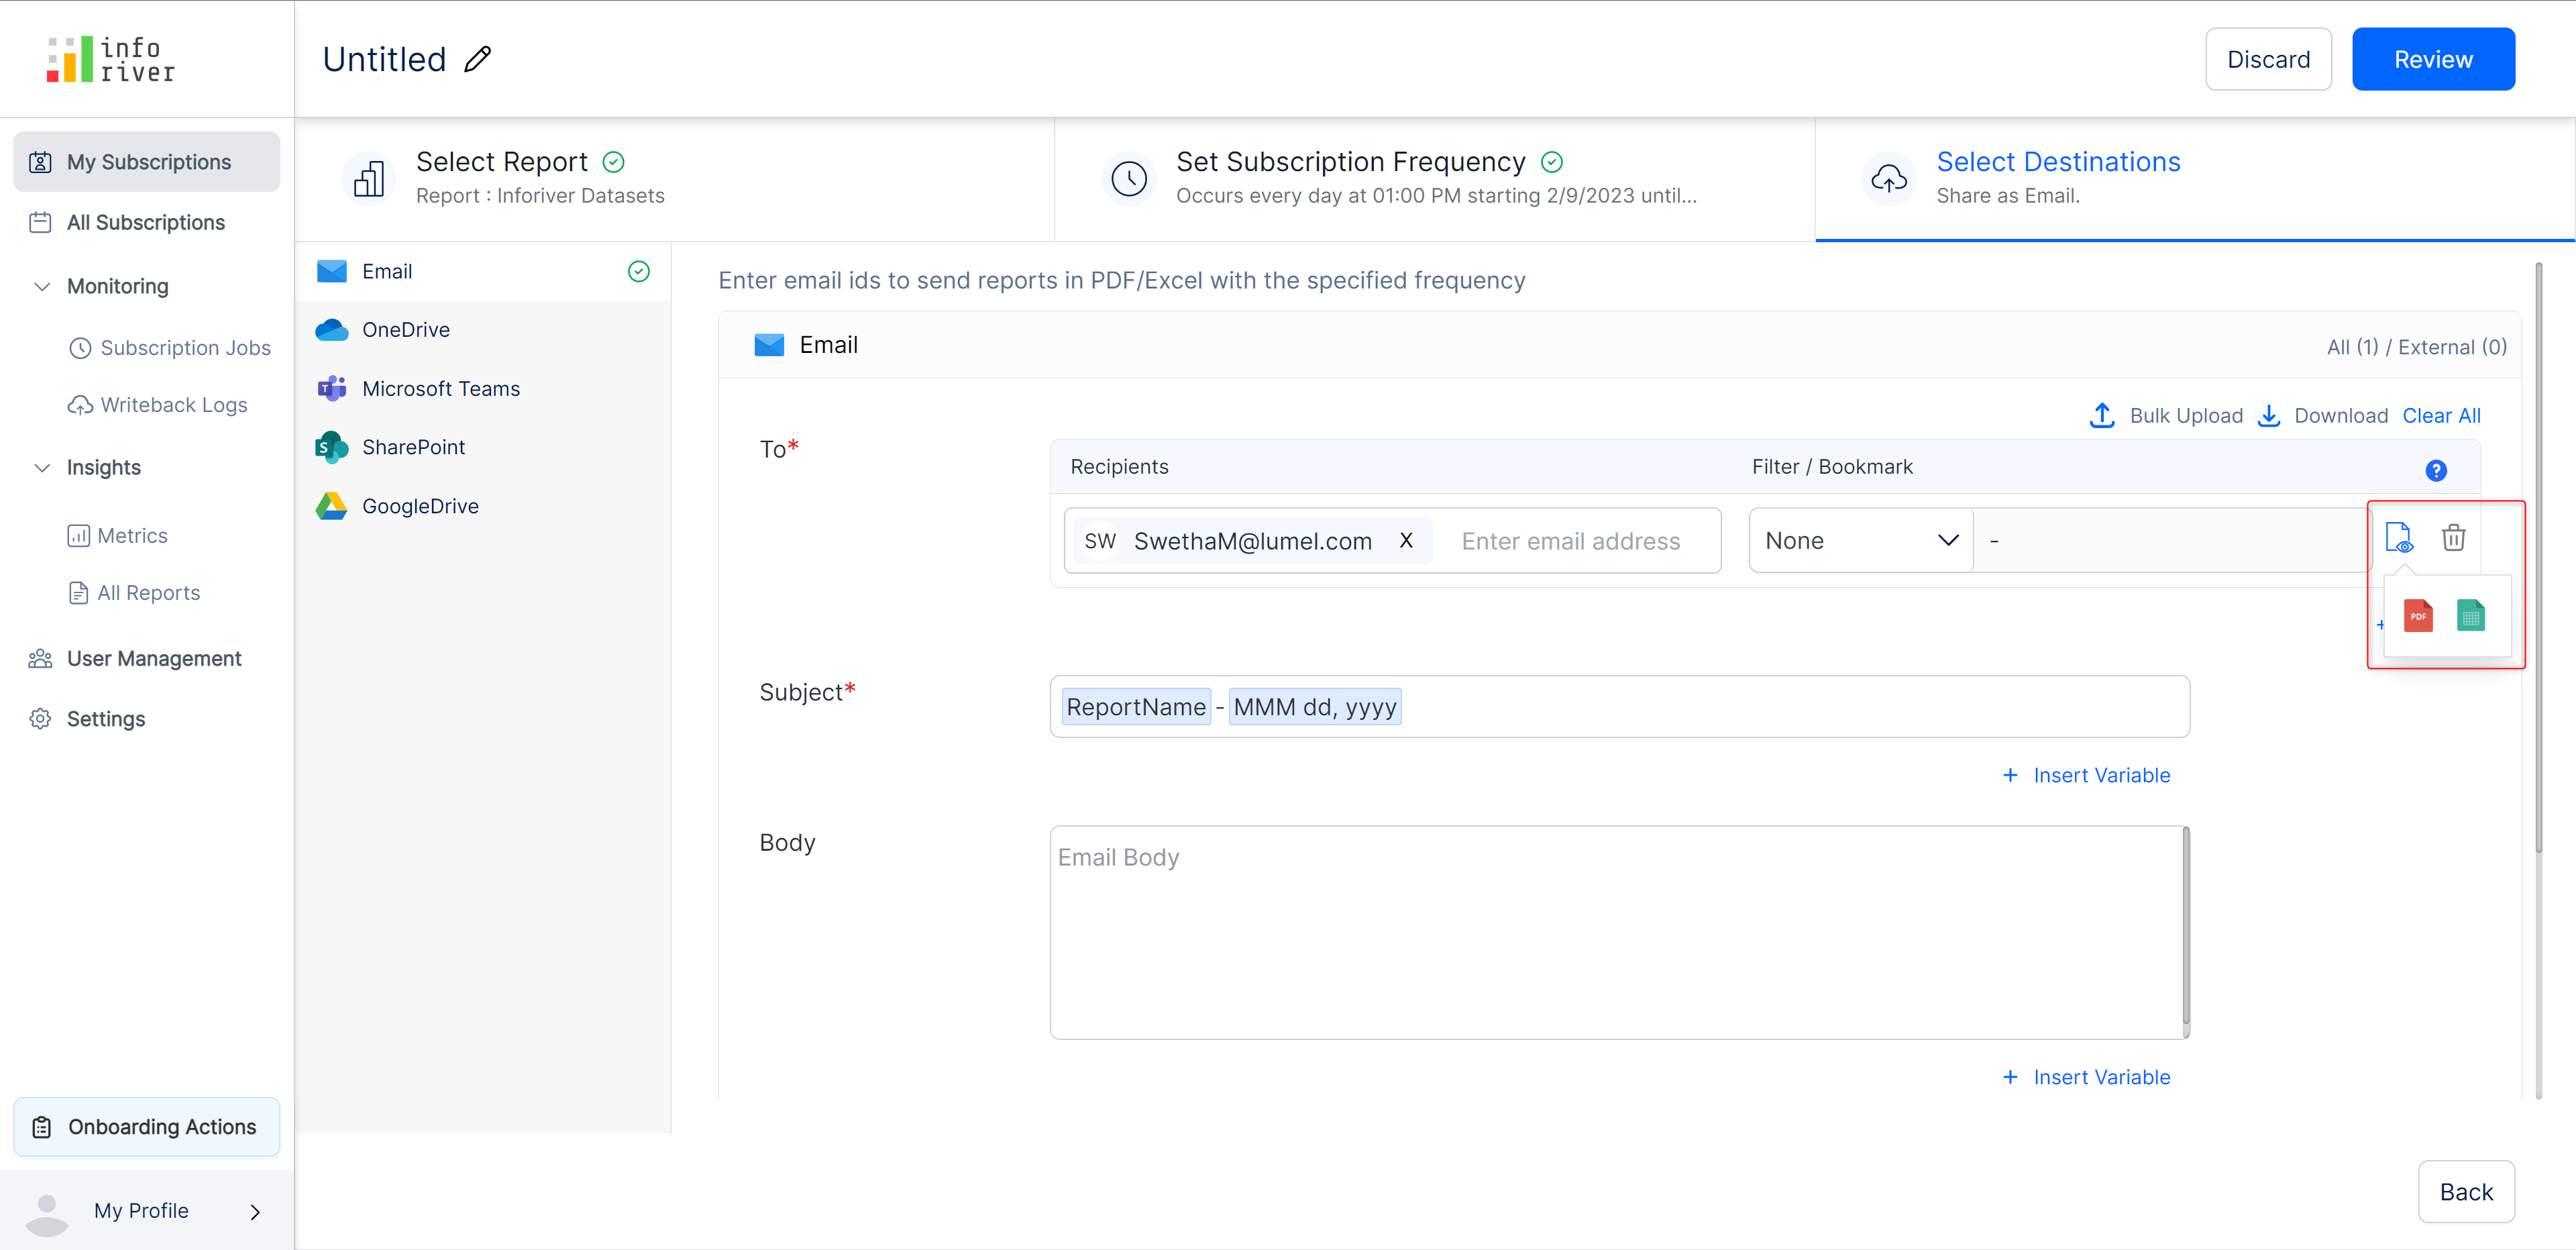 info
river
Untitled
Discard
Review
My Subscriptions
All Subscriptions
Monitoring
Subscription Jobs
Writeback Logs
Insights
Metrics
All Reports
User Management
Settings
Onboarding Actions
My Profile
Select Report
Report : Inforiver Datasets
Set Subscription Frequency
Occurs every day at 01:00 PM starting 2/9/2023 until...
Select Destinations
Share as Email.
Email
OneDrive
Microsoft Teams
SharePoint
GoogleDrive
Enter email ids to send reports in PDF/Excel with the specified frequency
Email
All (1) / External (0)
Bulk Upload Download Clear All
To*
Recipients Filter / Bookmark ?
SW SwethaM@lumel.com X Enter email address None -
+ PDF
Subject*
ReportName - MMM dd, yyyy
+ Insert Variable
Body
Email Body
+ Insert Variable
Back